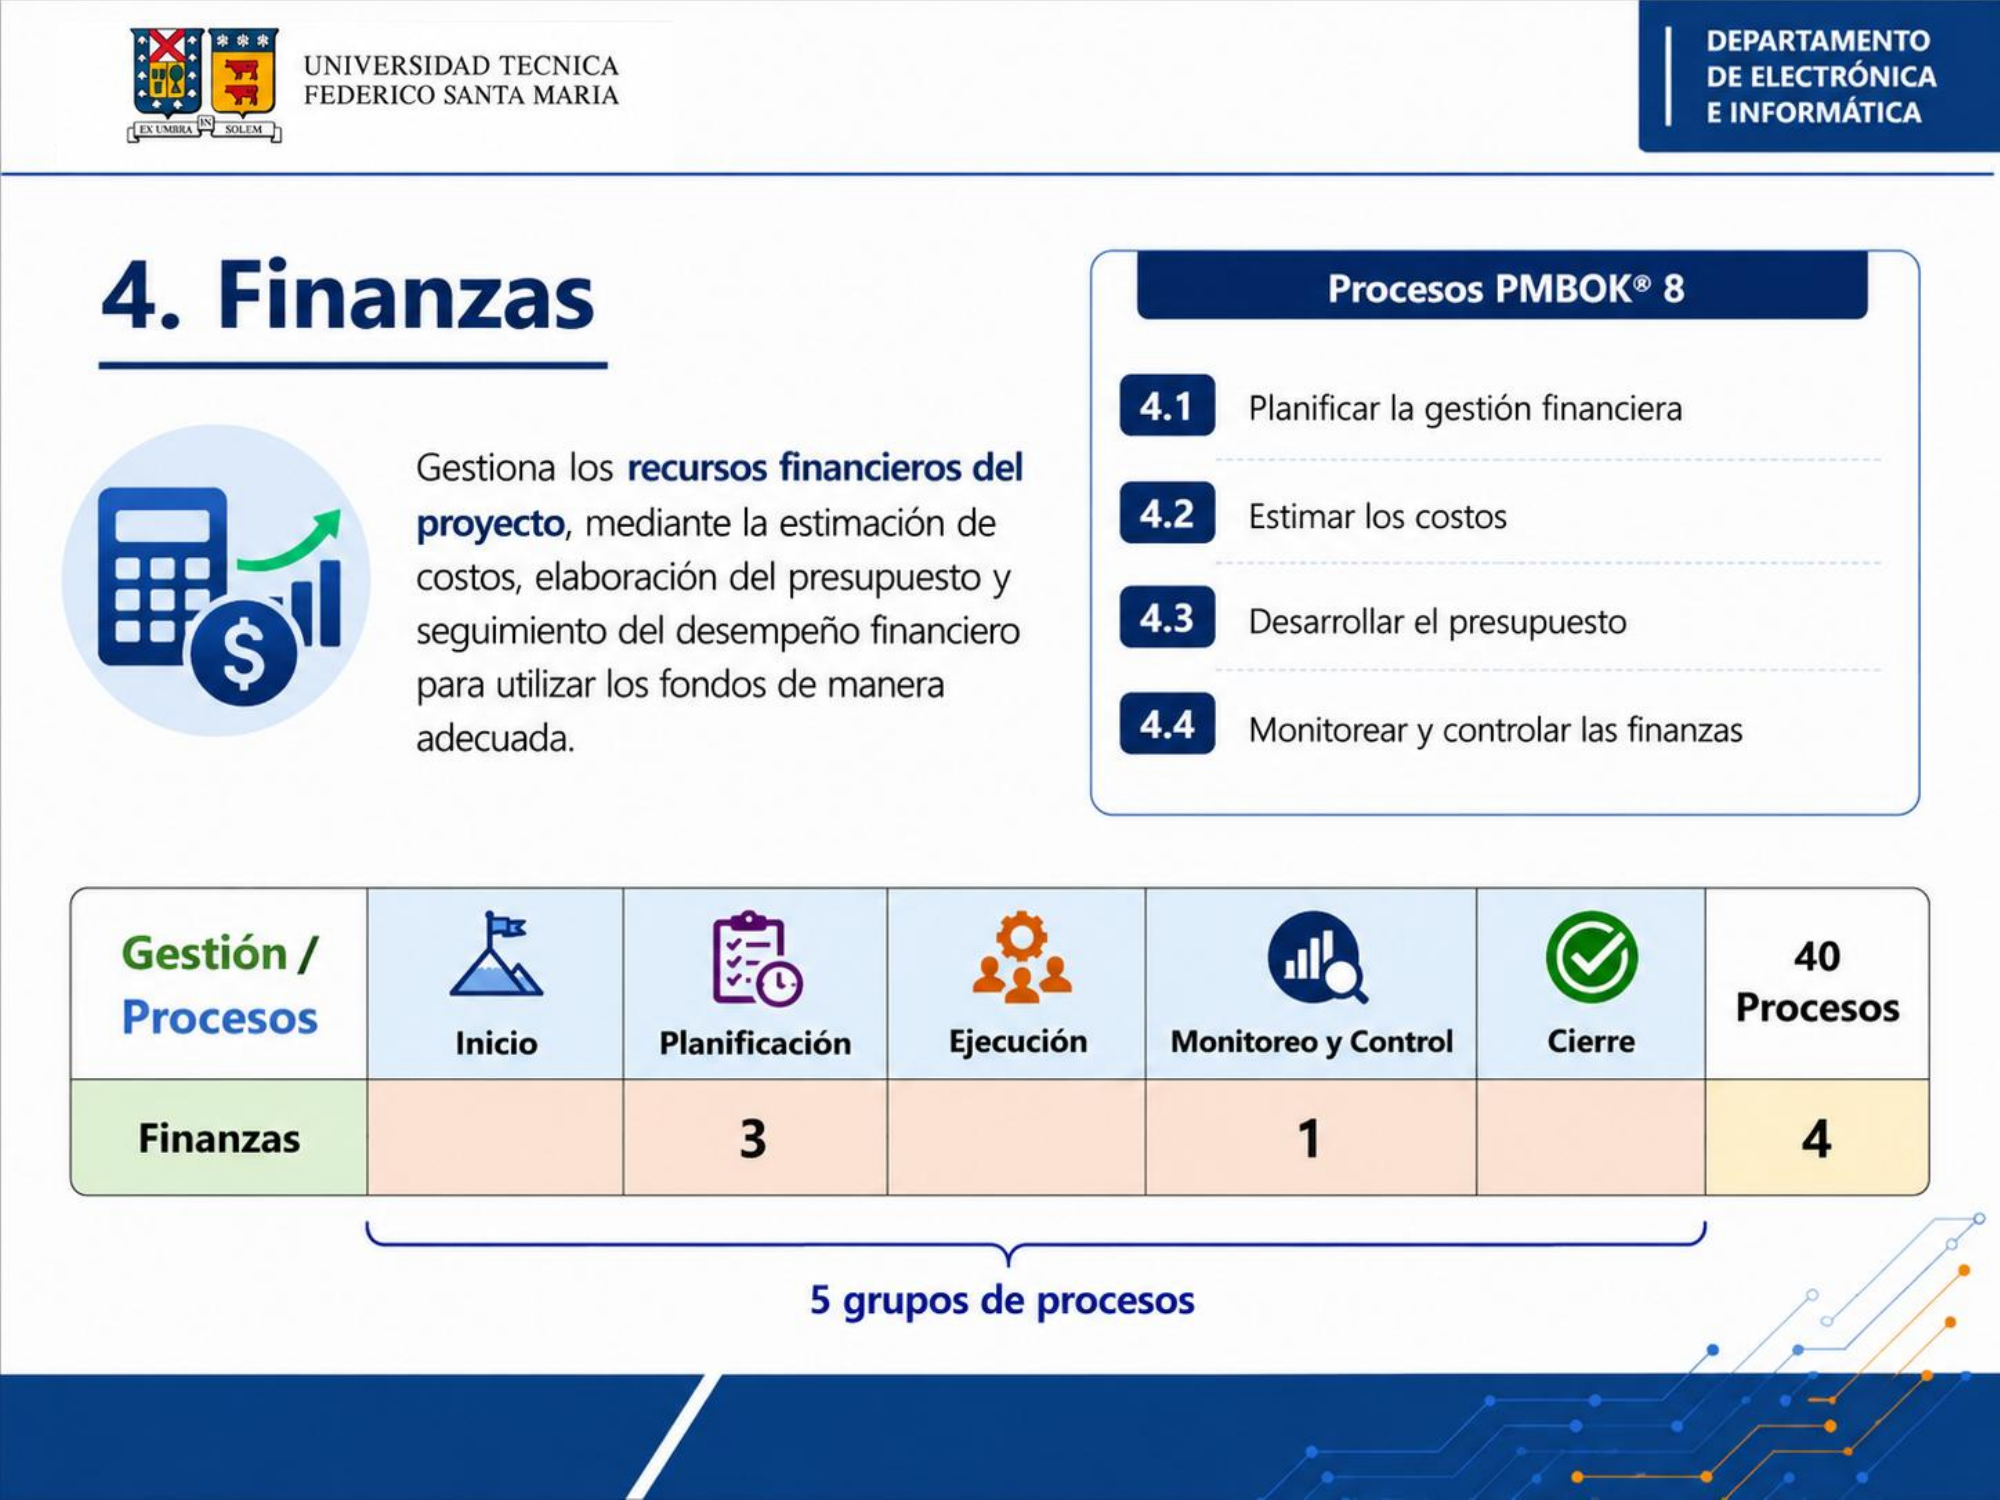 UNIVERSIDAD TECNICA
FEDERICO SANTA MARIA
EX UMBRA IN SOLEM
DEPARTAMENTO
DE ELECTRÓNICA
E INFORMÁTICA
4. Finanzas
Gestiona los recursos financieros del
proyecto, mediante la estimación de
costos, elaboración del presupuesto y
seguimiento del desempeño financiero
para utilizar los fondos de manera
adecuada.
$
Procesos PMBOK® 8
4.1 Planificar la gestión financiera
4.2 Estimar los costos
4.3 Desarrollar el presupuesto
4.4 Monitorear y controlar las finanzas
Gestión /
Procesos
Inicio
Planificación
Ejecución
Monitoreo y Control
Cierre
40
Procesos
Finanzas
3
1
4
5 grupos de procesos